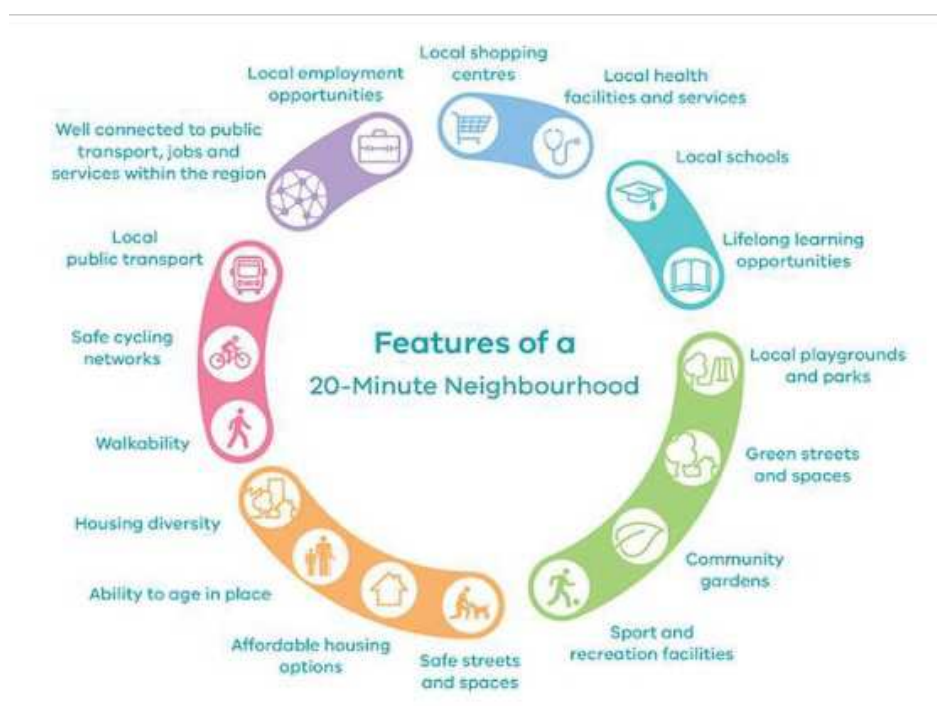 Features of a
20-Minute Neighbourhood
Local shopping
centres
Local health
facilities and services
Local schools
Lifelong learning
opportunities
Local playgrounds
and parks
Green streets
and spaces
Community
gardens
Sport and
recreation facilities
Safe streets
and spaces
Affordable housing
options
Ability to age in place
Housing diversity
Walkability
Safe cycling
networks
Local
public transport
Well connected to public
transport, jobs and
services within the region
Local employment
opportunities